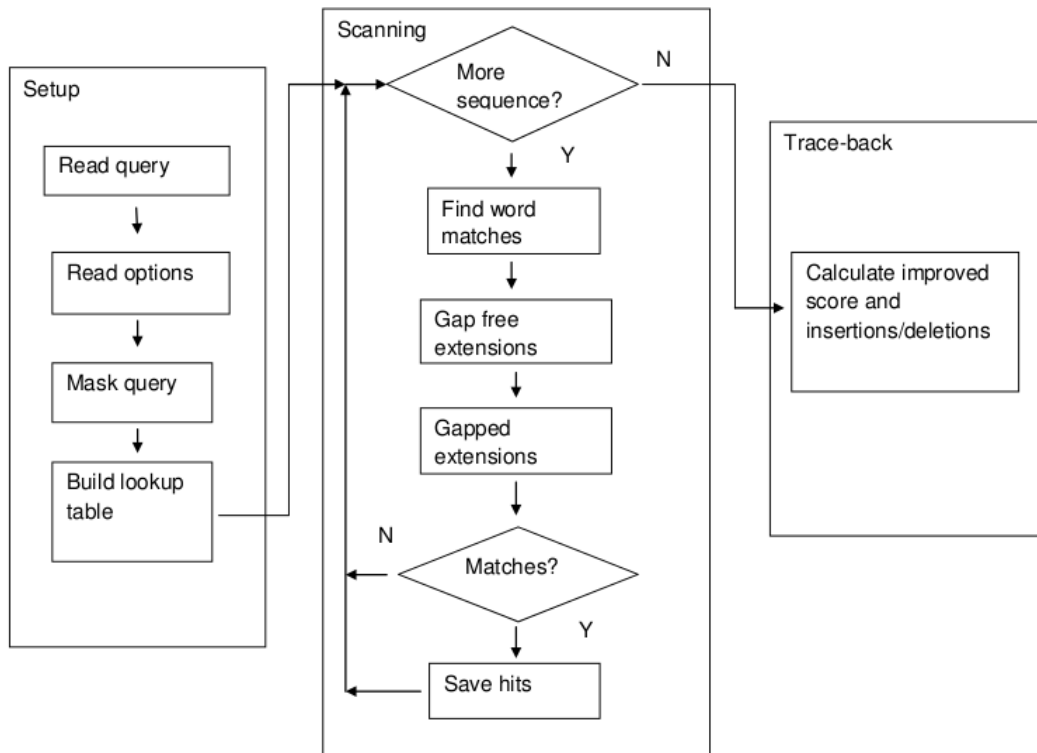 Setup
Read query
Read options
Mask query
Build lookup
table
Scanning
More
sequence?
N
Y
Find word
matches
Gap free
extensions
Gapped
extensions
Matches?
N
Y
Save hits
Trace-back
Calculate improved
score and
insertions/deletions